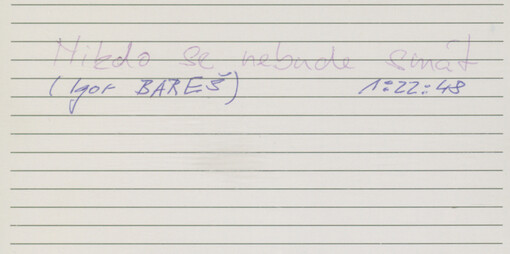 Nikdo se nebude smát
(Igor BAREŠ) 1:22:48